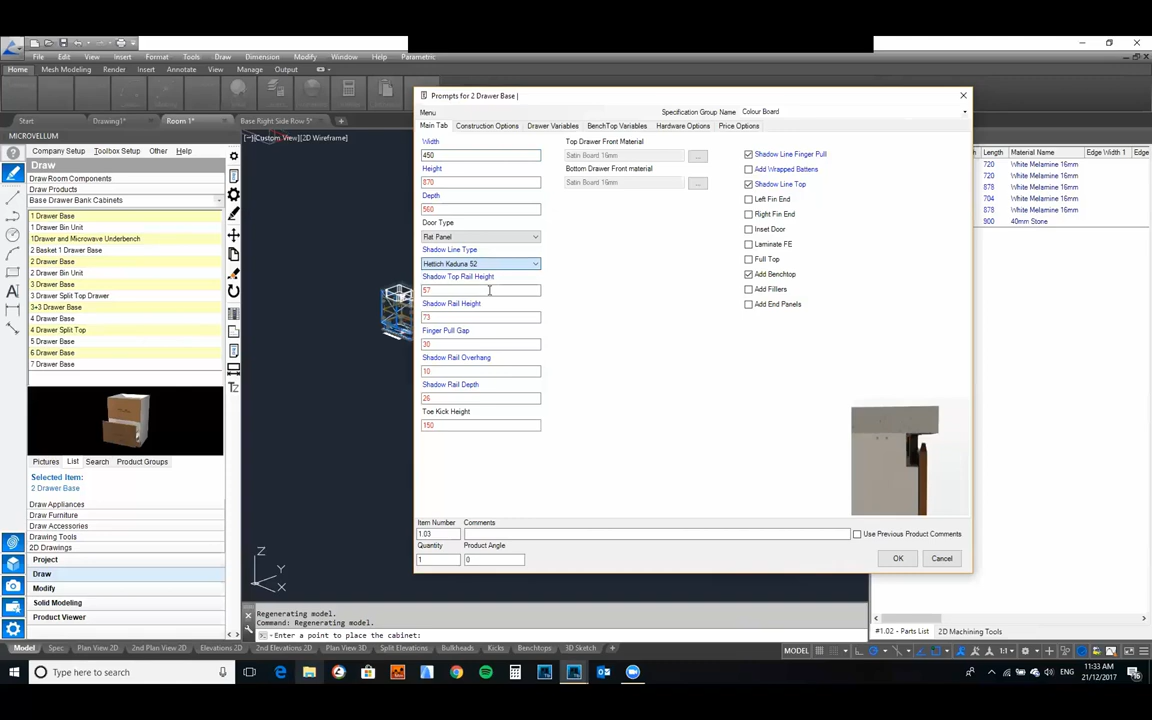 File Edit View Insert Format Tools Draw Dimension Modify Window Help Parametric
Home Mesh Modeling Render Insert Annotate View Manage Output
Start Drawing1* Room 1* Base Right Side Row 5*
MICROVELLUM
[−][Custom View][2D Wireframe]
Company Setup Toolbox Setup Other Help
Draw
Draw Room Components
Draw Products
Base Drawer Bank Cabinets
1 Drawer Base
1 Drawer Bin Unit
1Drawer and Microwave Underbench
2 Basket 1 Drawer Base
2 Drawer Base
2 Drawer Bin Unit
3 Drawer Base
3 Drawer Split Top Drawer
3+3 Drawer Base
4 Drawer Base
4 Drawer Split Top
5 Drawer Base
6 Drawer Base
7 Drawer Base
Pictures List Search Product Groups
Selected Item:
2 Drawer Base
Draw Appliances
Draw Furniture
Draw Accessories
Drawing Tools
2D Drawings
Project
Draw
Modify
Solid Modeling
Product Viewer
Prompts for 2 Drawer Base |
Menu
Specification Group Name Colour Board
Main Tab Construction Options Drawer Variables BenchTop Variables Hardware Options Price Options
Width
450
Height
870
Depth
560
Door Type
Flat Panel
Shadow Line Type
Hettich Kaduna 52
Shadow Top Rail Height
57
Shadow Rail Height
73
Finger Pull Gap
30
Shadow Rail Overhang
10
Shadow Rail Depth
26
Toe Kick Height
150
Top Drawer Front Material
Satin Board 16mm ...
Bottom Drawer Front material
Satin Board 16mm ...
Shadow Line Finger Pull
Add Wrapped Battens
Shadow Line Top
Left Fin End
Right Fin End
Inset Door
Laminate FE
Full Top
Add Benchtop
Add Fillers
Add End Panels
Item Number Comments
1.03
Use Previous Product Comments
Quantity Product Angle
1 0
OK Cancel
Length Material Name Edge Width 1 Edge
720 White Melamine 16mm
720 White Melamine 16mm
878 White Melamine 16mm
704 White Melamine 16mm
878 White Melamine 16mm
900 40mm Stone
#1.02 - Parts List 2D Machining Tools
Z
Y
X
Regenerating model.
Command: Regenerating model.
-Enter a point to place the cabinet:
Model Spec Plan View 2D 2nd Plan View 2D Elevations 2D 2nd Elevations 2D Plan View 3D Split Elevations Bulkheads Kicks Benchtops 3D Sketch +
MODEL 1:1
Type here to search
ENG
11:33 AM
21/12/2017